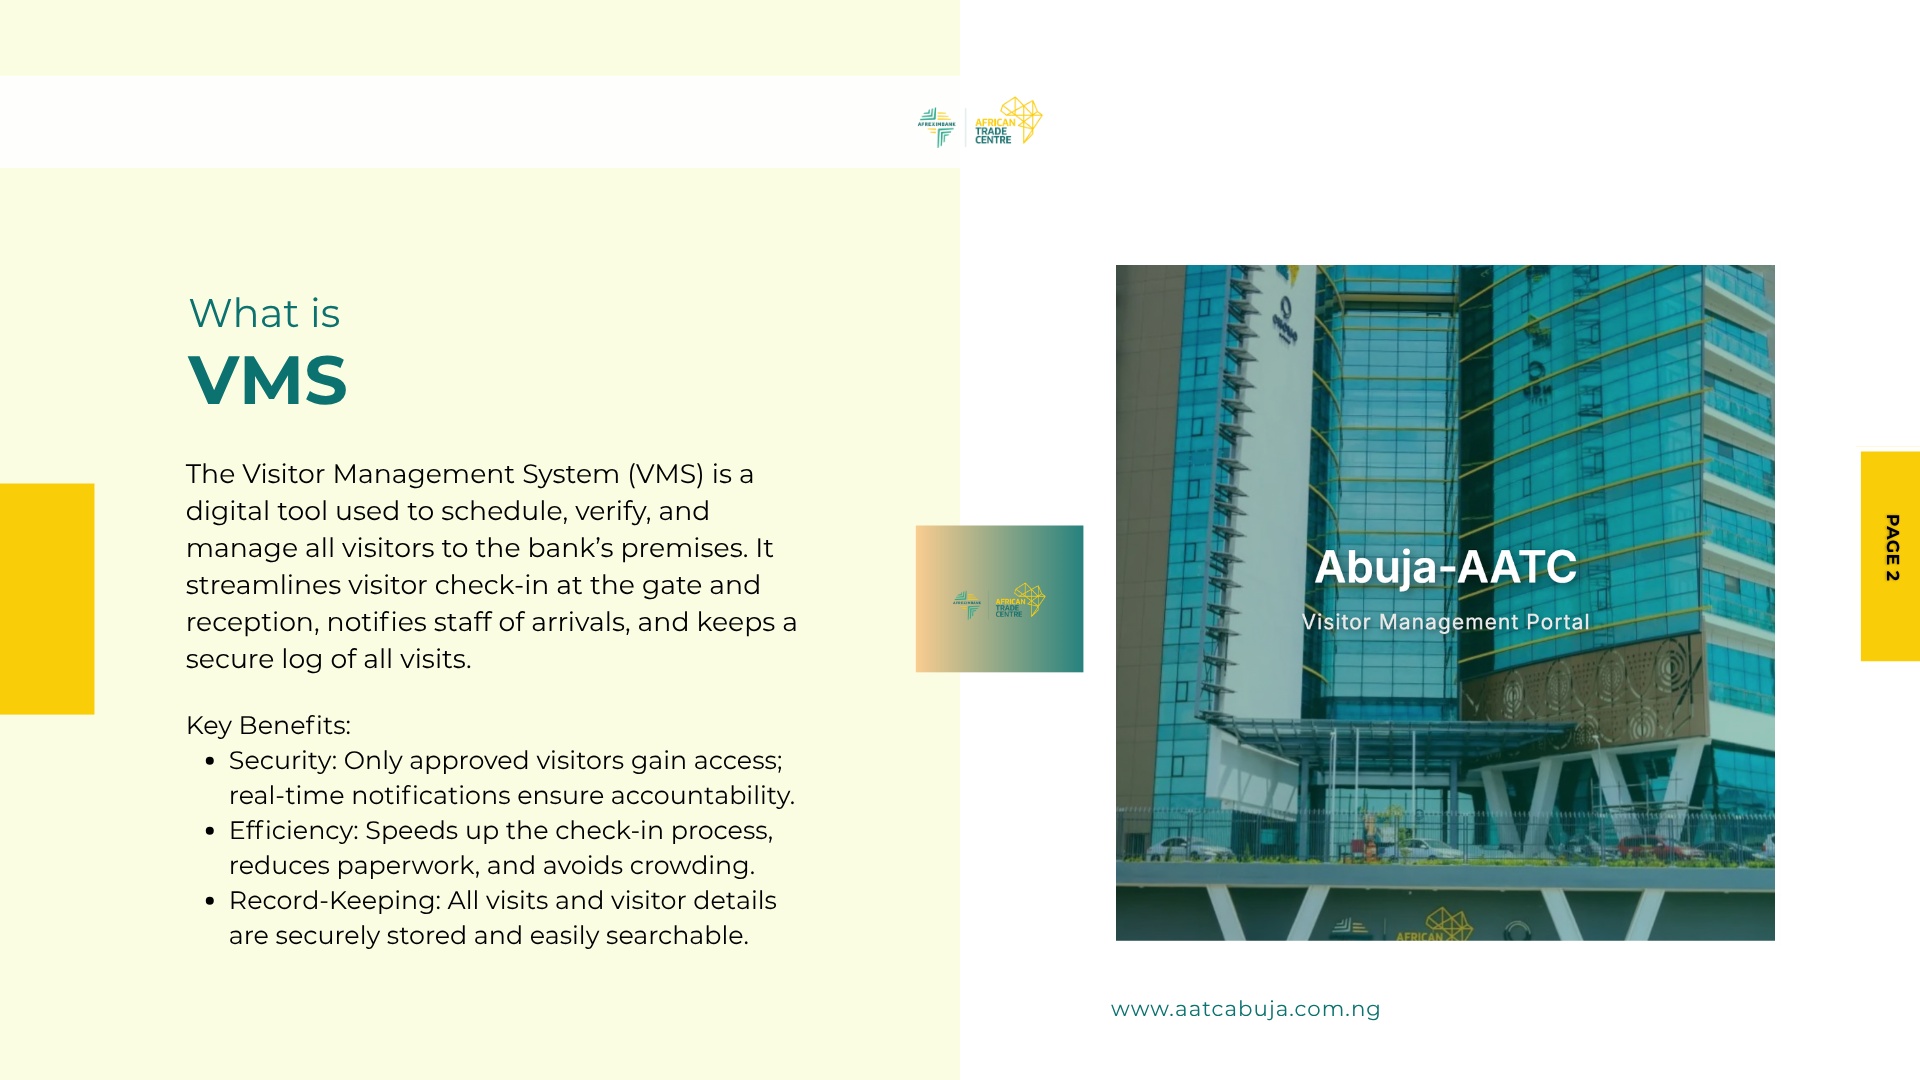 AFREXIMBANK
AFRICAN
TRADE
CENTRE
What is
VMS
The Visitor Management System (VMS) is a
digital tool used to schedule, verify, and
manage all visitors to the bank’s premises. It
streamlines visitor check-in at the gate and
reception, notifies staff of arrivals, and keeps a
secure log of all visits.
Key Benefits:
• Security: Only approved visitors gain access;
real-time notifications ensure accountability.
• Efficiency: Speeds up the check-in process,
reduces paperwork, and avoids crowding.
• Record-Keeping: All visits and visitor details
are securely stored and easily searchable.
AFREXIMBANK
AFRICAN
TRADE
CENTRE
Abuja-AATC
Visitor Management Portal
AFRICAN
www.aatcabuja.com.ng
PAGE 2